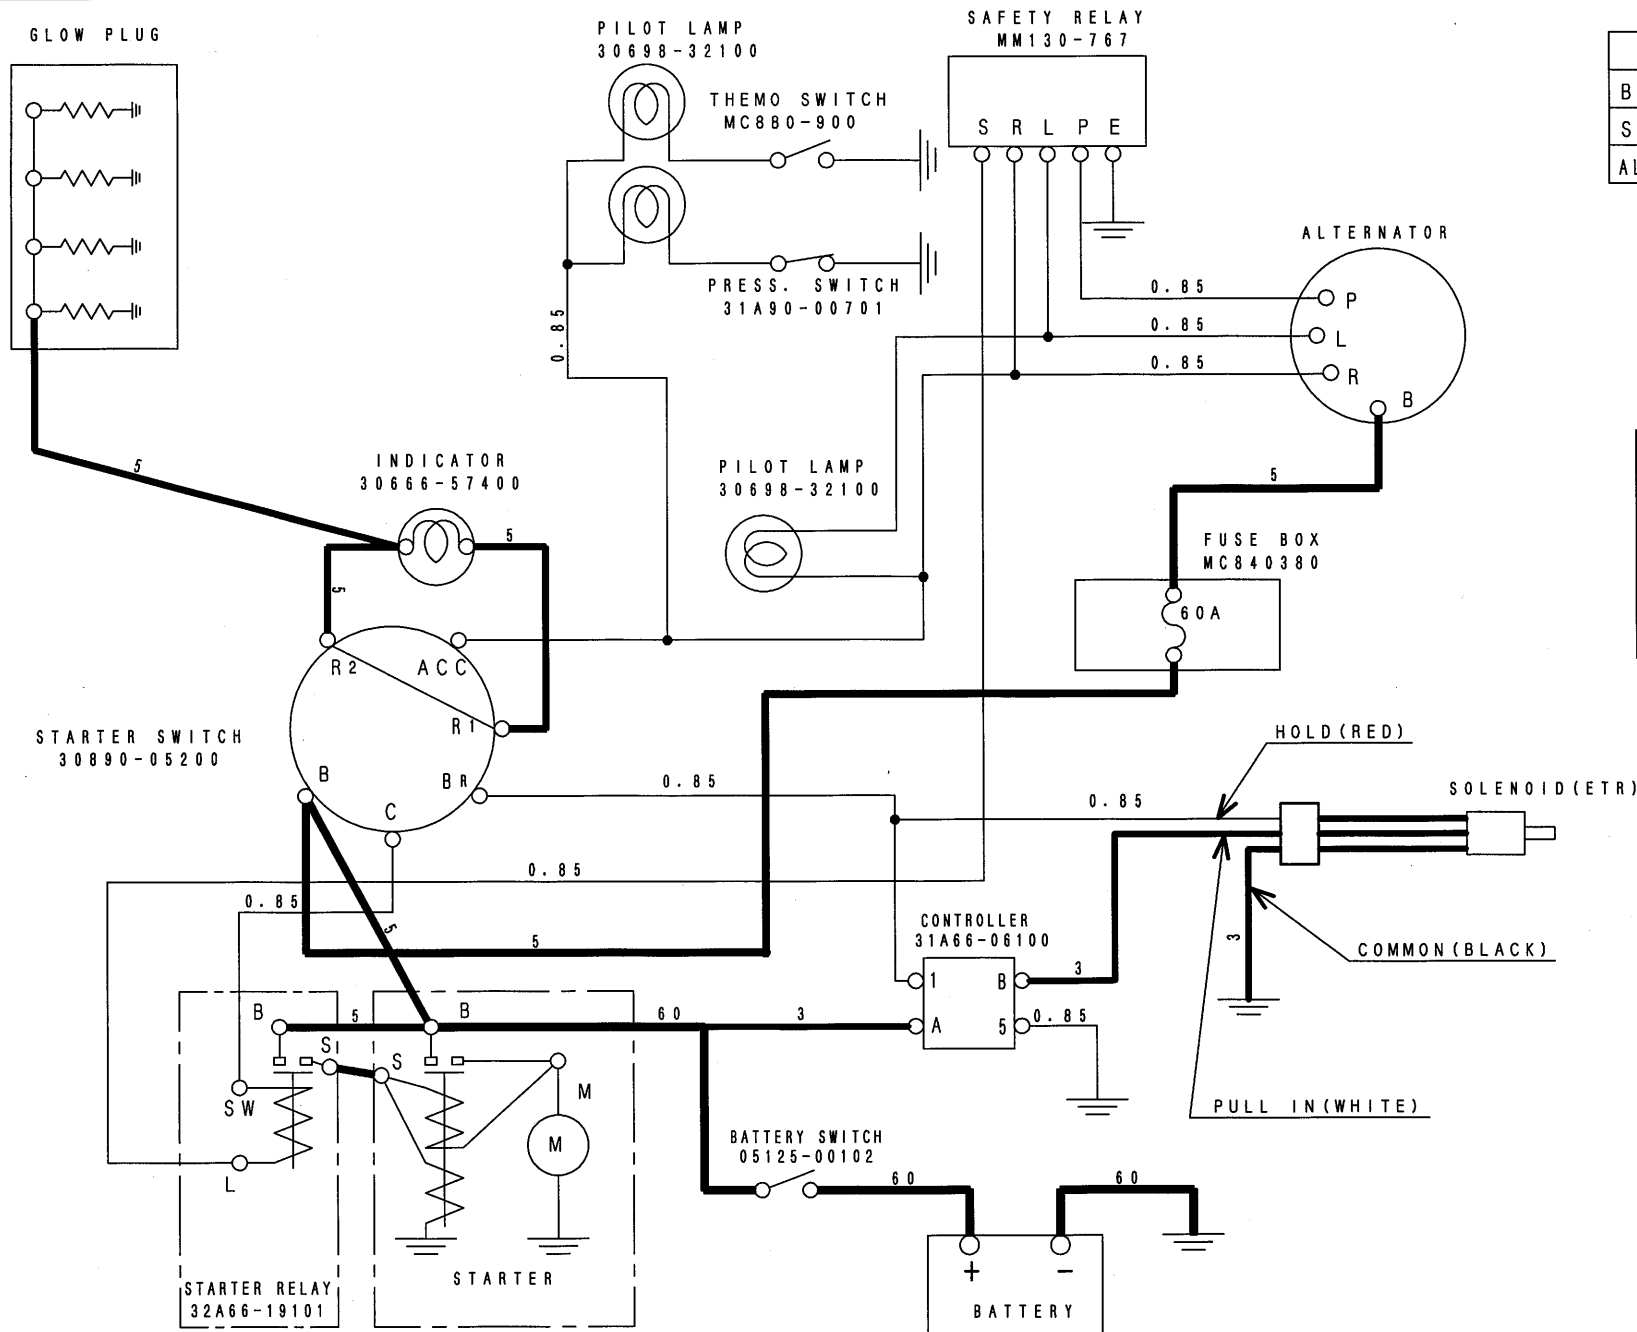 GLOW PLUG
PILOT LAMP
30698-32100
SAFETY RELAY
MM130-767
THEMO SWITCH
MC880-900
S R L P E
B
S
AL
ALTERNATOR
PRESS. SWITCH
31A90-00701
0.85
0.85
P
0.85
L
0.85
R
B
5
INDICATOR
30666-57400
PILOT LAMP
30698-32100
5
5
5
FUSE BOX
MC840380
60A
R2
ACC
R1
STARTER SWITCH
30890-05200
B
BR
C
0.85
HOLD(RED)
0.85
SOLENOID(ETR)
0.85
0.85
5
5
CONTROLLER
31A66-06100
3
COMMON(BLACK)
1
B
3
A
5
0.85
B
5
B
60
3
S
S
SW
M
M
L
PULL IN(WHITE)
BATTERY SWITCH
05125-00102
60
60
STARTER RELAY
32A66-19101
STARTER
+
-
BATTERY